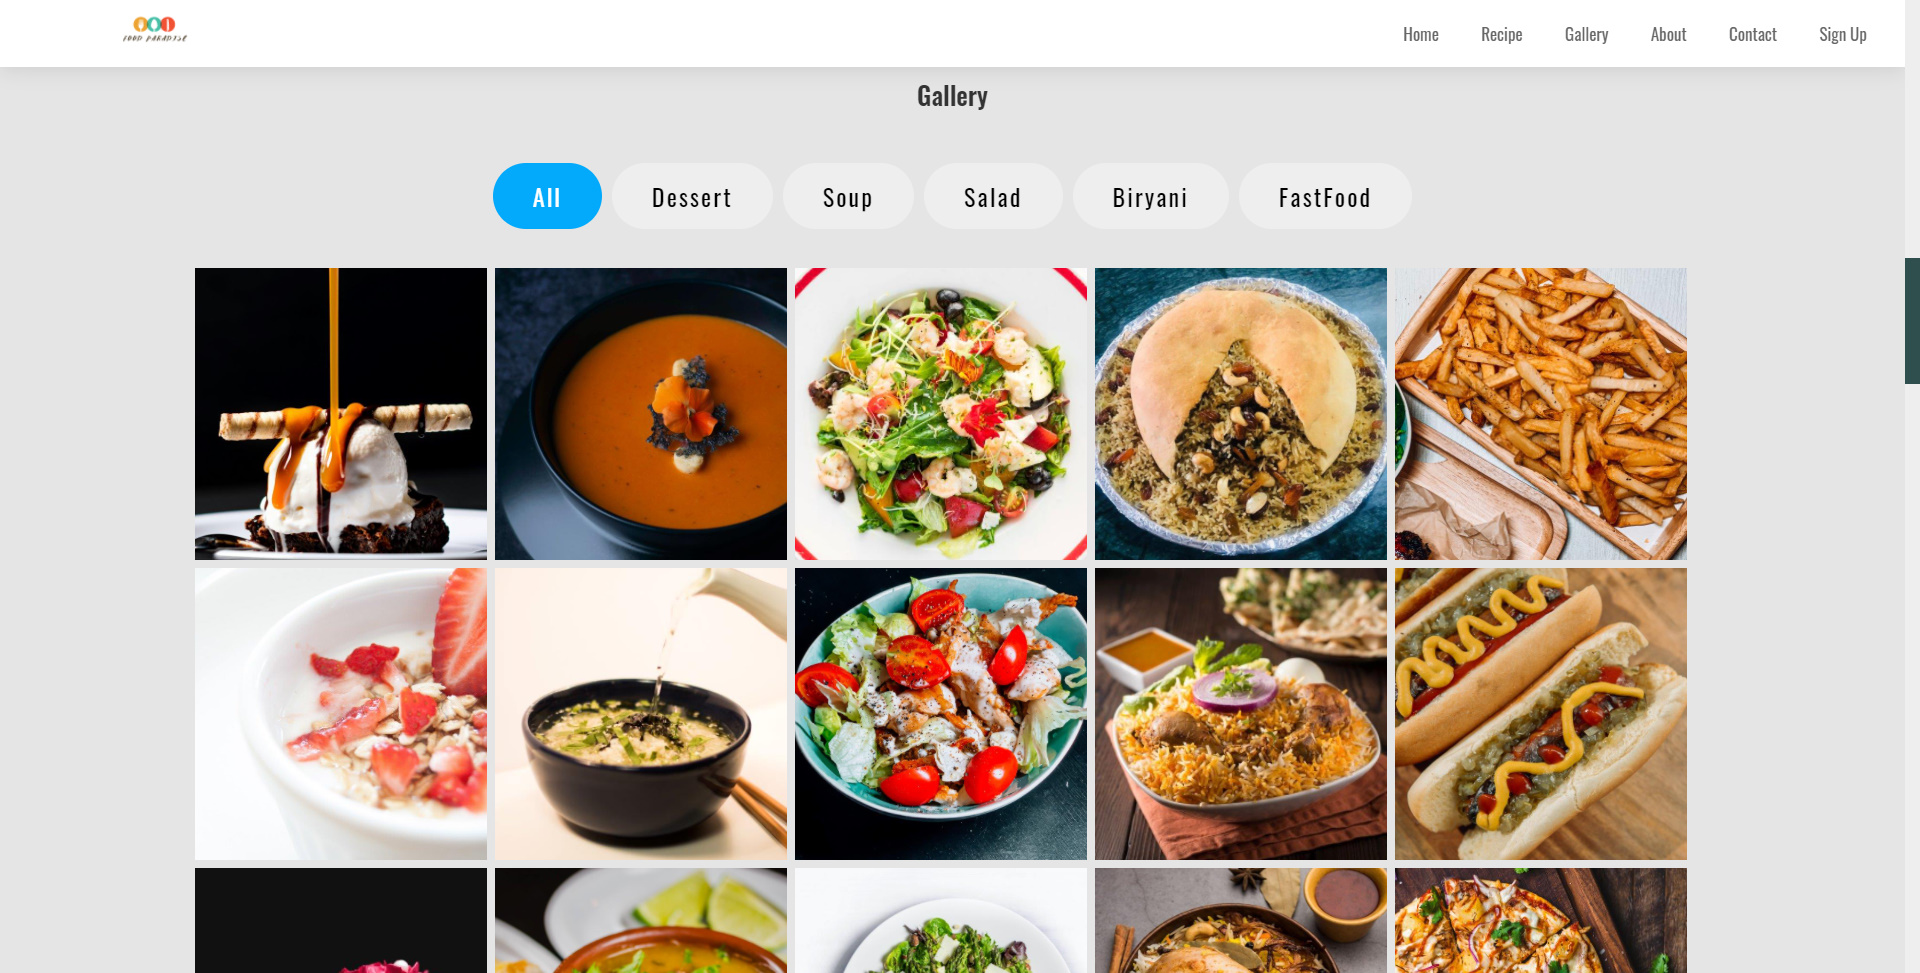 FOOD PARADISE
Home
Recipe
Gallery
About
Contact
Sign Up
Gallery
All
Dessert
Soup
Salad
Biryani
FastFood